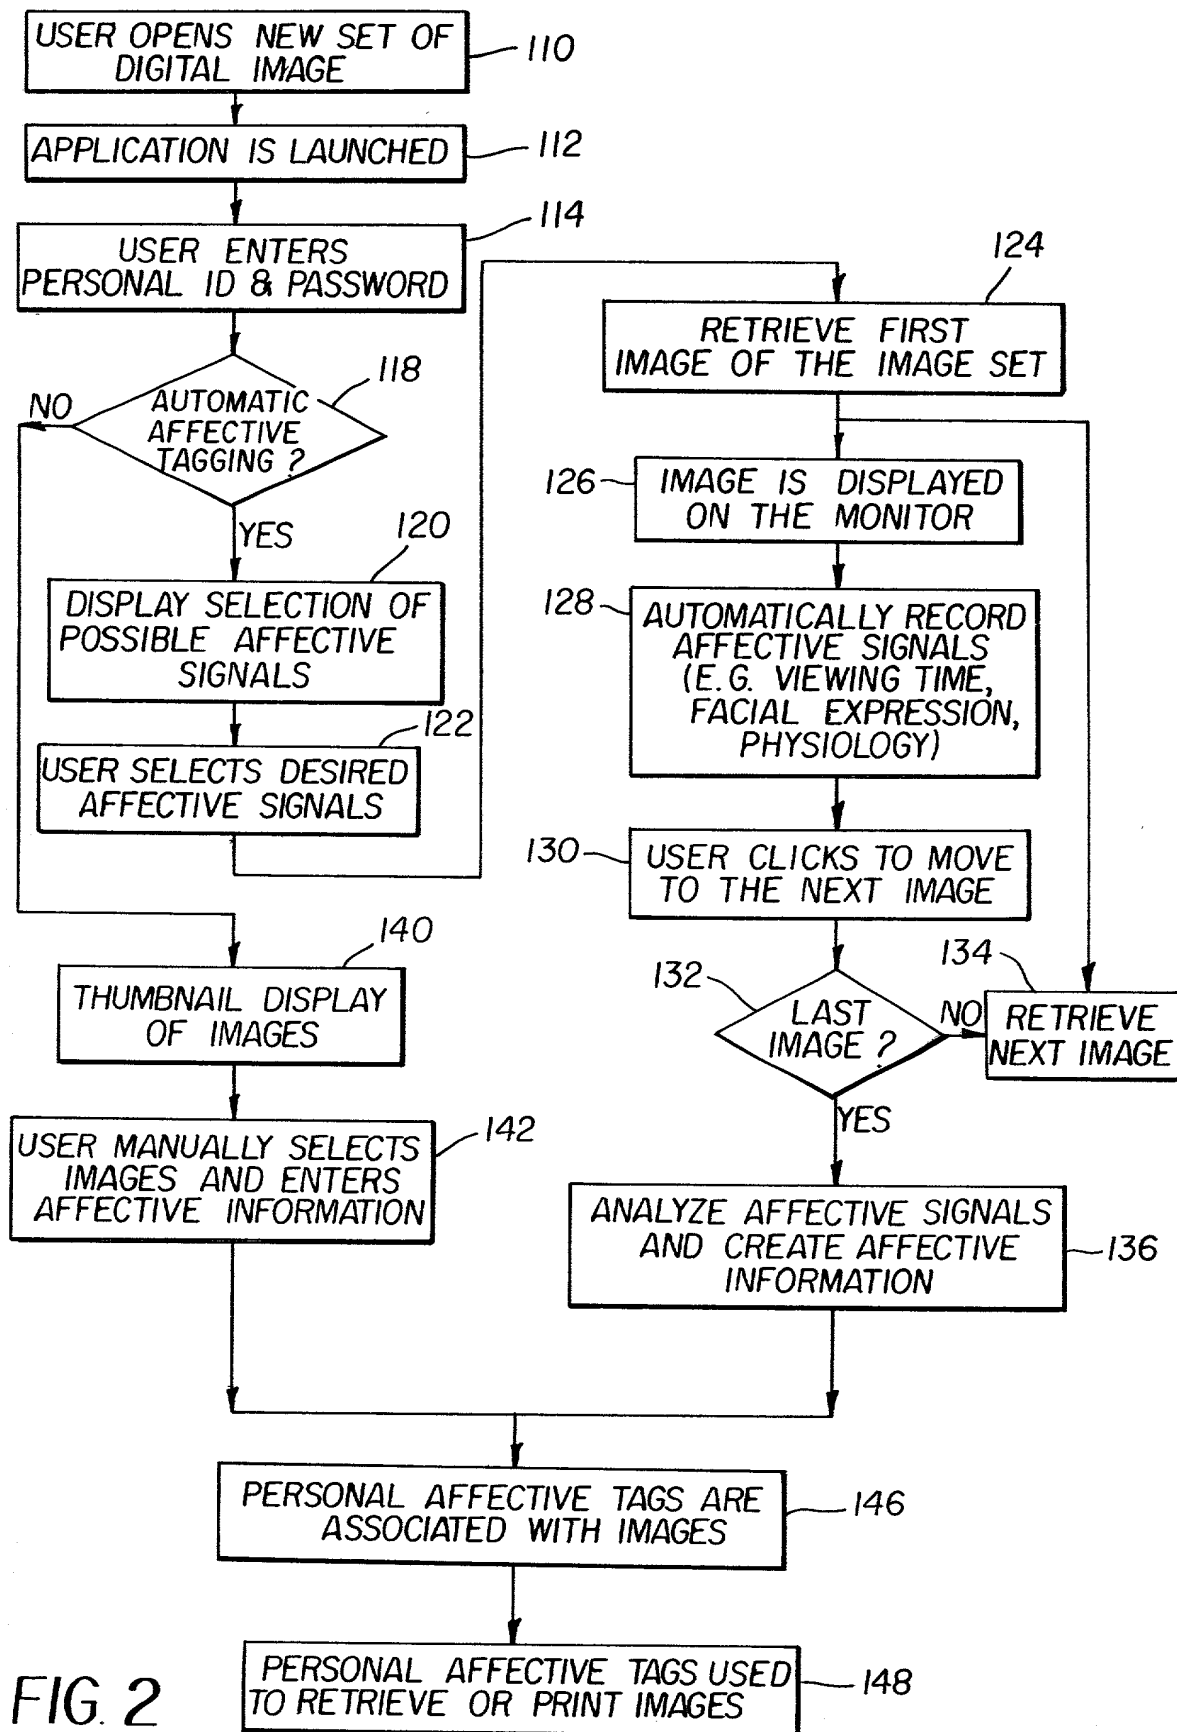 USER OPENS NEW SET OF
DIGITAL IMAGE
110
APPLICATION IS LAUNCHED
112
USER ENTERS
PERSONAL ID & PASSWORD
114
AUTOMATIC
AFFECTIVE
TAGGING ?
118
NO
YES
DISPLAY SELECTION OF
POSSIBLE AFFECTIVE
SIGNALS
120
USER SELECTS DESIRED
AFFECTIVE SIGNALS
122
RETRIEVE FIRST
IMAGE OF THE IMAGE SET
124
IMAGE IS DISPLAYED
ON THE MONITOR
126
AUTOMATICALLY RECORD
AFFECTIVE SIGNALS
(E.G. VIEWING TIME,
FACIAL EXPRESSION,
PHYSIOLOGY)
128
USER CLICKS TO MOVE
TO THE NEXT IMAGE
130
LAST
IMAGE ?
132
NO
YES
RETRIEVE
NEXT IMAGE
134
ANALYZE AFFECTIVE SIGNALS
AND CREATE AFFECTIVE
INFORMATION
136
THUMBNAIL DISPLAY
OF IMAGES
140
USER MANUALLY SELECTS
IMAGES AND ENTERS
AFFECTIVE INFORMATION
142
PERSONAL AFFECTIVE TAGS ARE
ASSOCIATED WITH IMAGES
146
PERSONAL AFFECTIVE TAGS USED
TO RETRIEVE OR PRINT IMAGES
148
FIG. 2